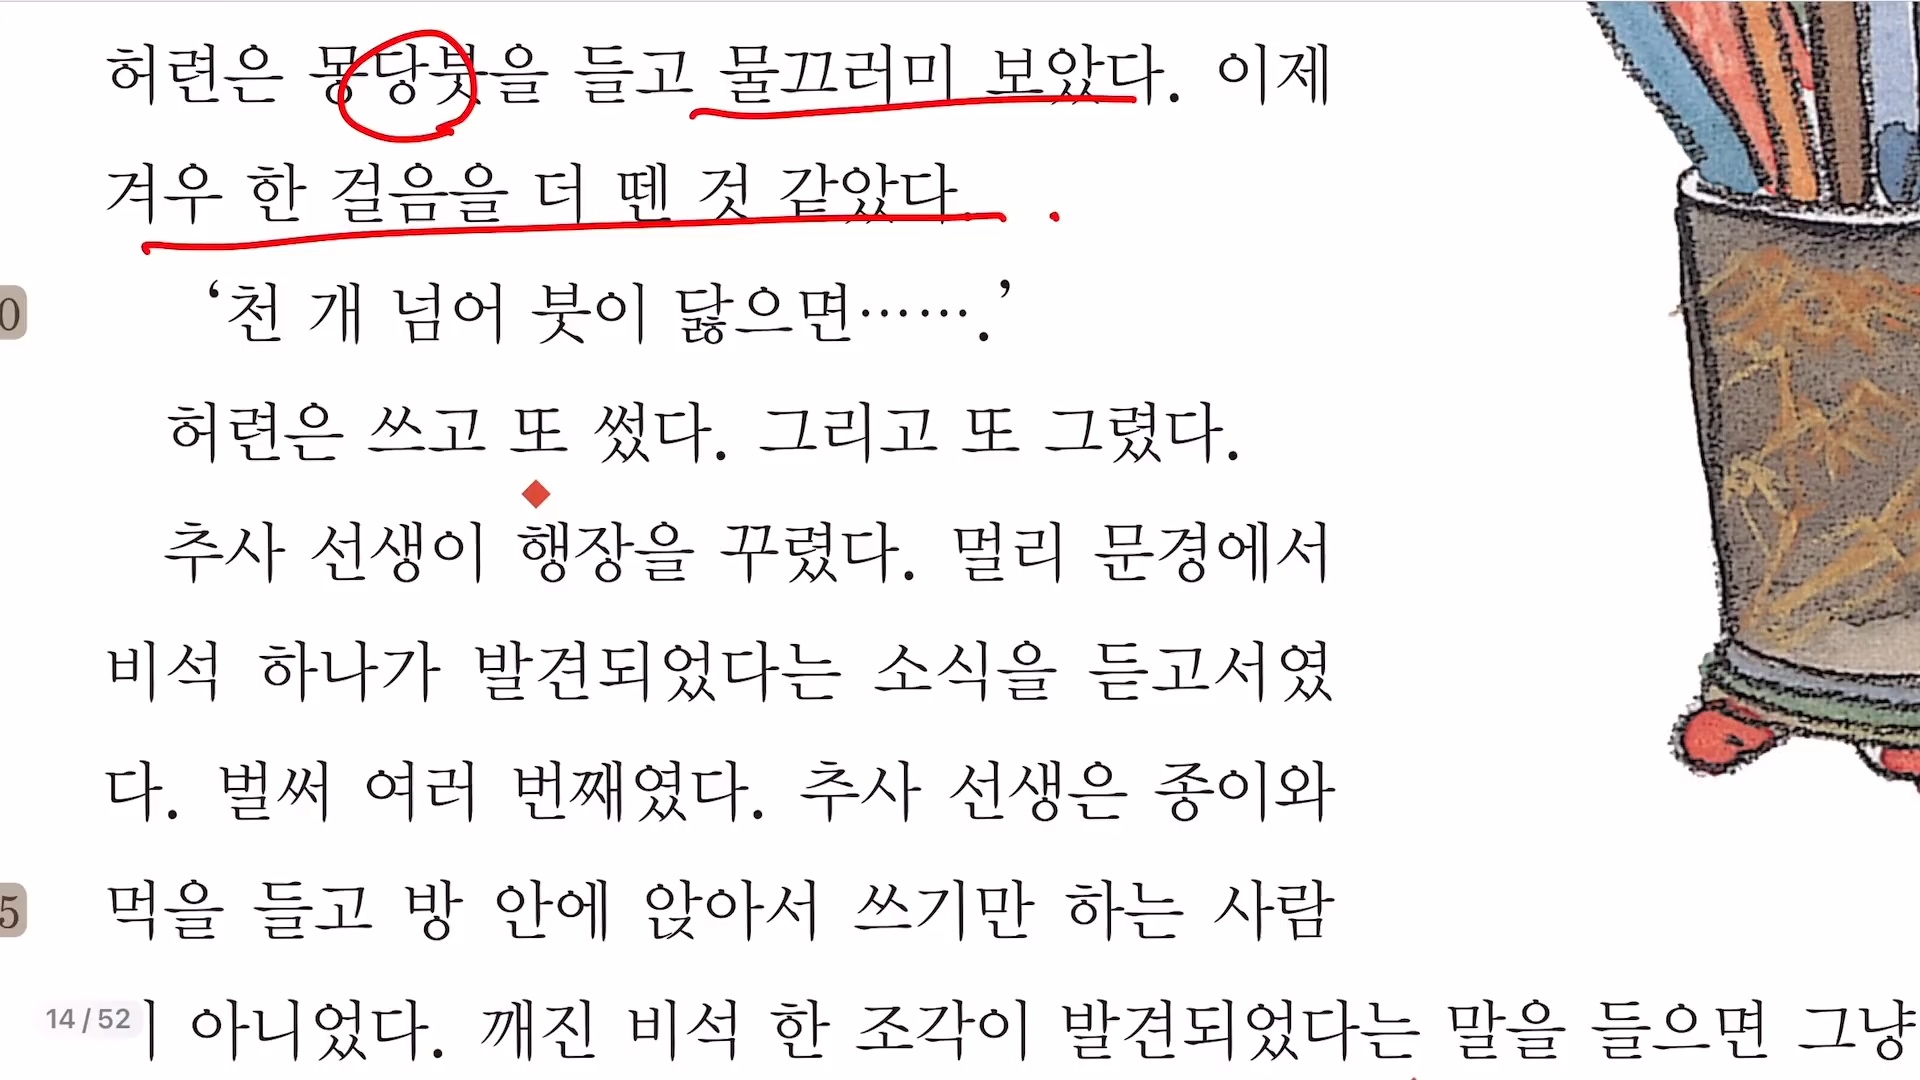 허련은 몽당붓을 들고 물끄러미 보았다. 이제
겨우 한 걸음을 더 뗀 것 같았다.
0
‘천 개 넘어 붓이 닳으면…….’
허련은 쓰고 또 썼다. 그리고 또 그렸다.
추사 선생이 행장을 꾸렸다. 멀리 문경에서
비석 하나가 발견되었다는 소식을 듣고서였
다. 벌써 여러 번째였다. 추사 선생은 종이와
5
먹을 들고 방 안에 앉아서 쓰기만 하는 사람
이 아니었다. 깨진 비석 한 조각이 발견되었다는 말을 들으면 그냥
14 / 52